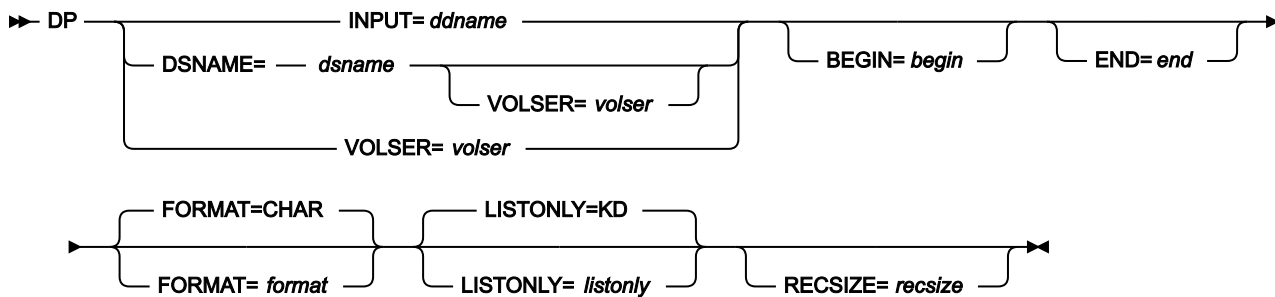 DP INPUT= ddname
DSNAME= dsname BEGIN= begin END= end
VOLSER= volser
VOLSER= volser
FORMAT=CHAR LISTONLY=KD
FORMAT= format LISTONLY= listonly RECSIZE= recsize